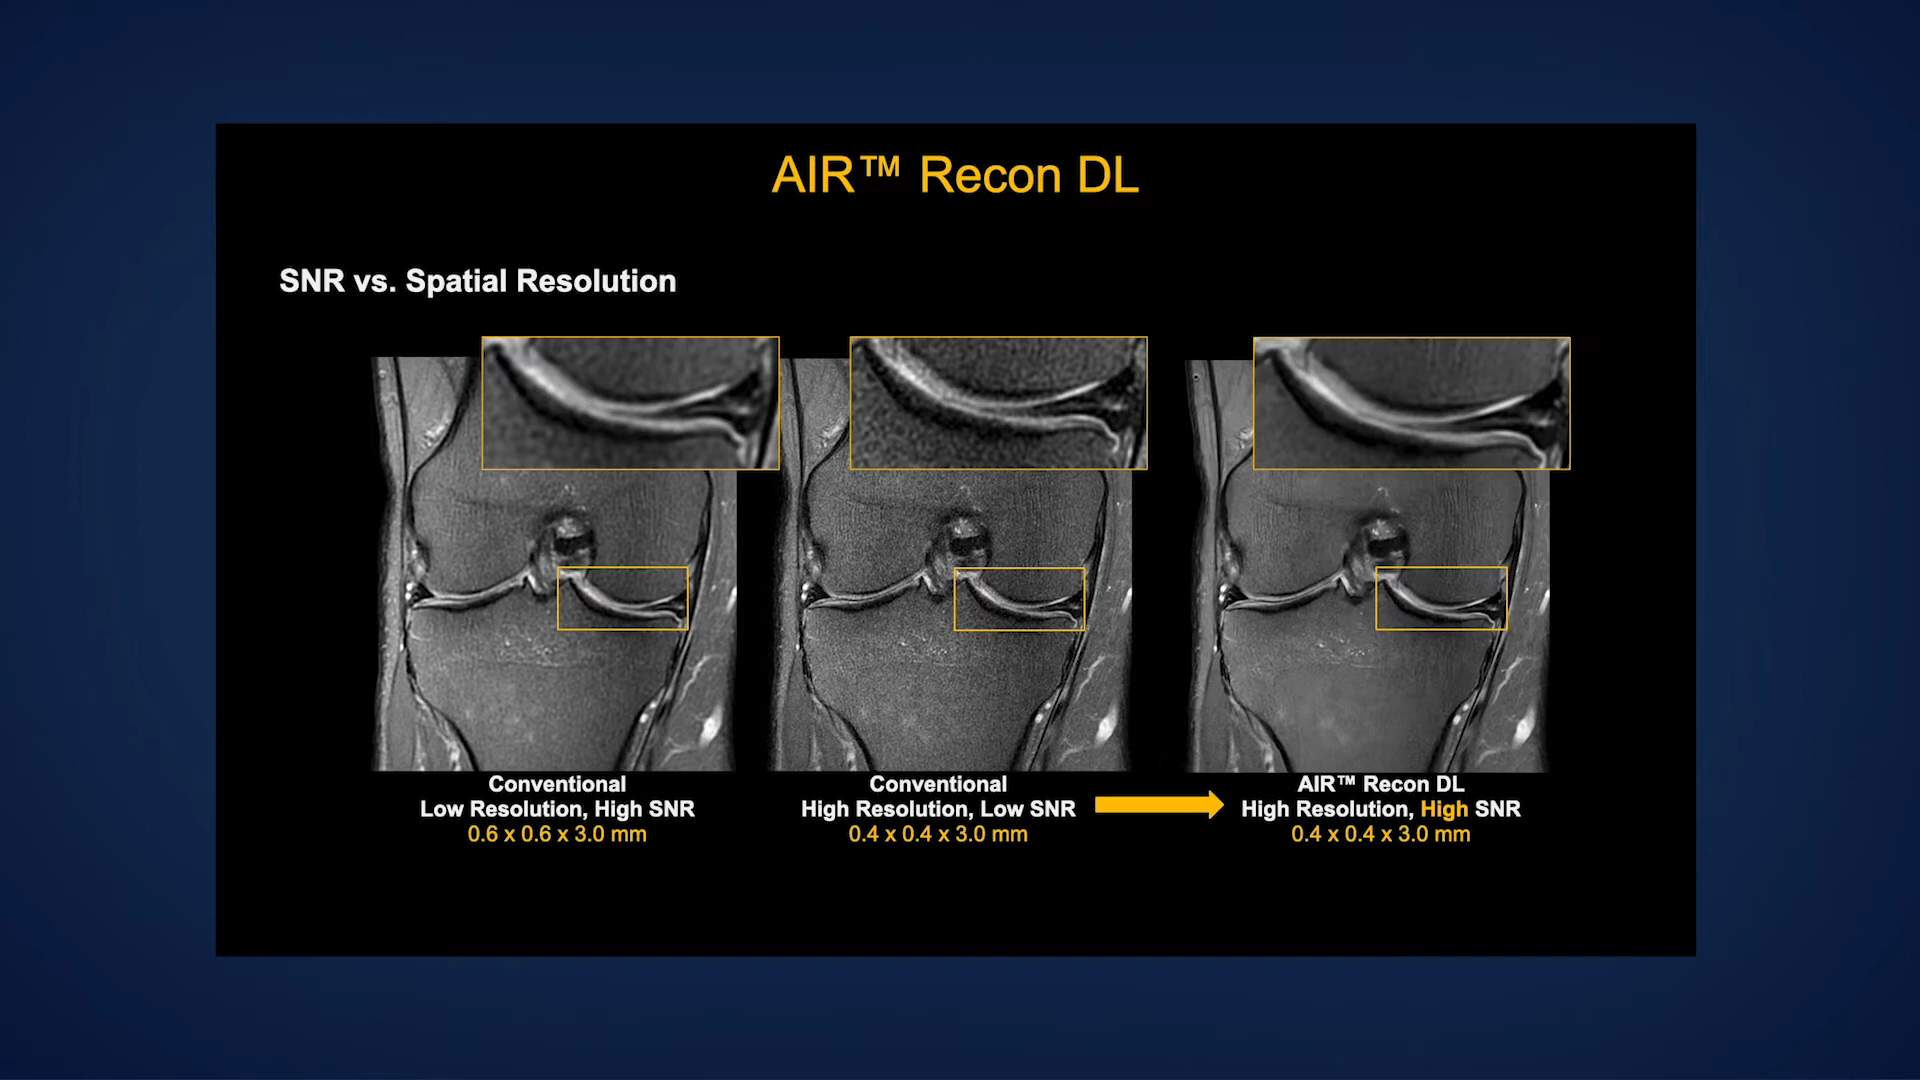 AIR™ Recon DL
SNR vs. Spatial Resolution
Conventional
Low Resolution, High SNR
0.6 x 0.6 x 3.0 mm
Conventional
High Resolution, Low SNR
0.4 x 0.4 x 3.0 mm
AIR™ Recon DL
High Resolution, High SNR
0.4 x 0.4 x 3.0 mm